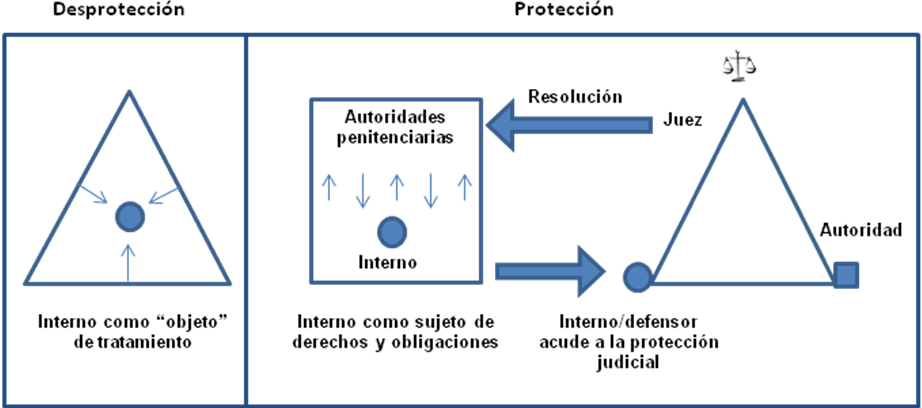 Desprotección
Protección
Interno como “objeto”
de tratamiento
Autoridades
penitenciarias
Interno
Interno como sujeto de
derechos y obligaciones
Resolución
Juez
Autoridad
Interno/defensor
acude a la protección
judicial